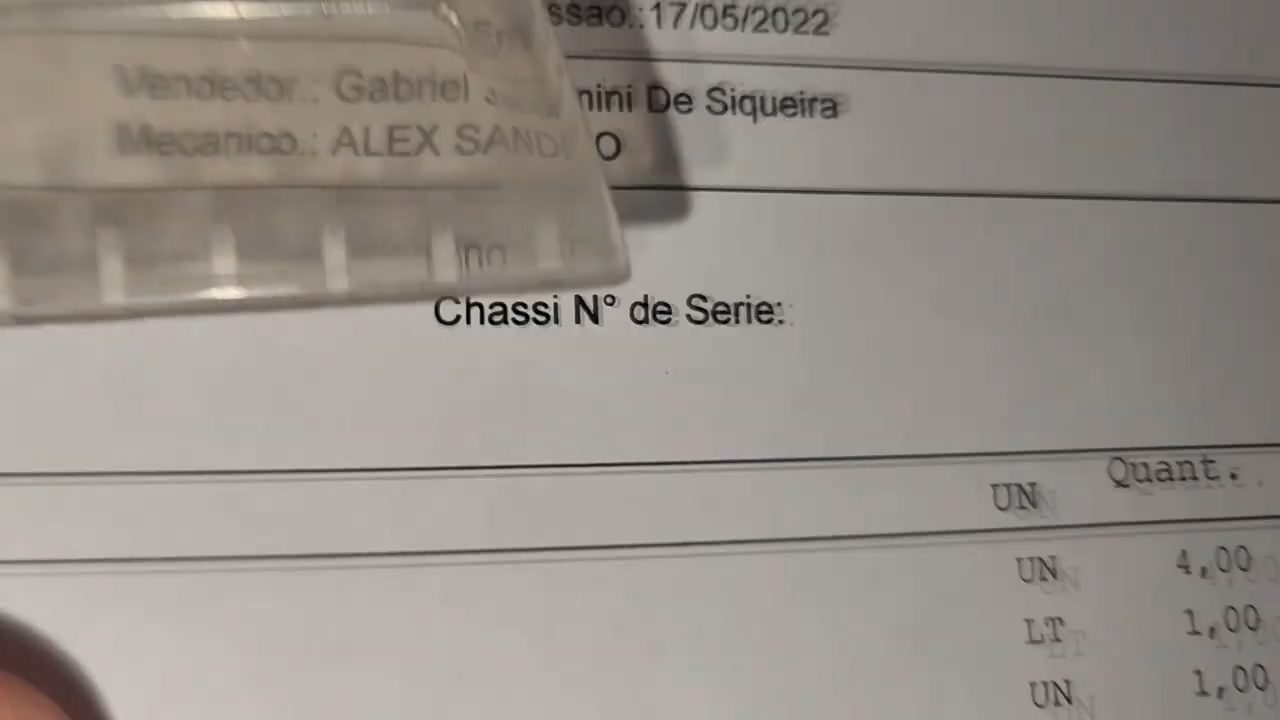 ssao.:17/05/2022
Vendedor.: Gabriel nini De Siqueira
Mecanico.: ALEX SAND O
Chassi N° de Serie:
UN Quant.
UN 4,00
LT 1,00
UN 1,00